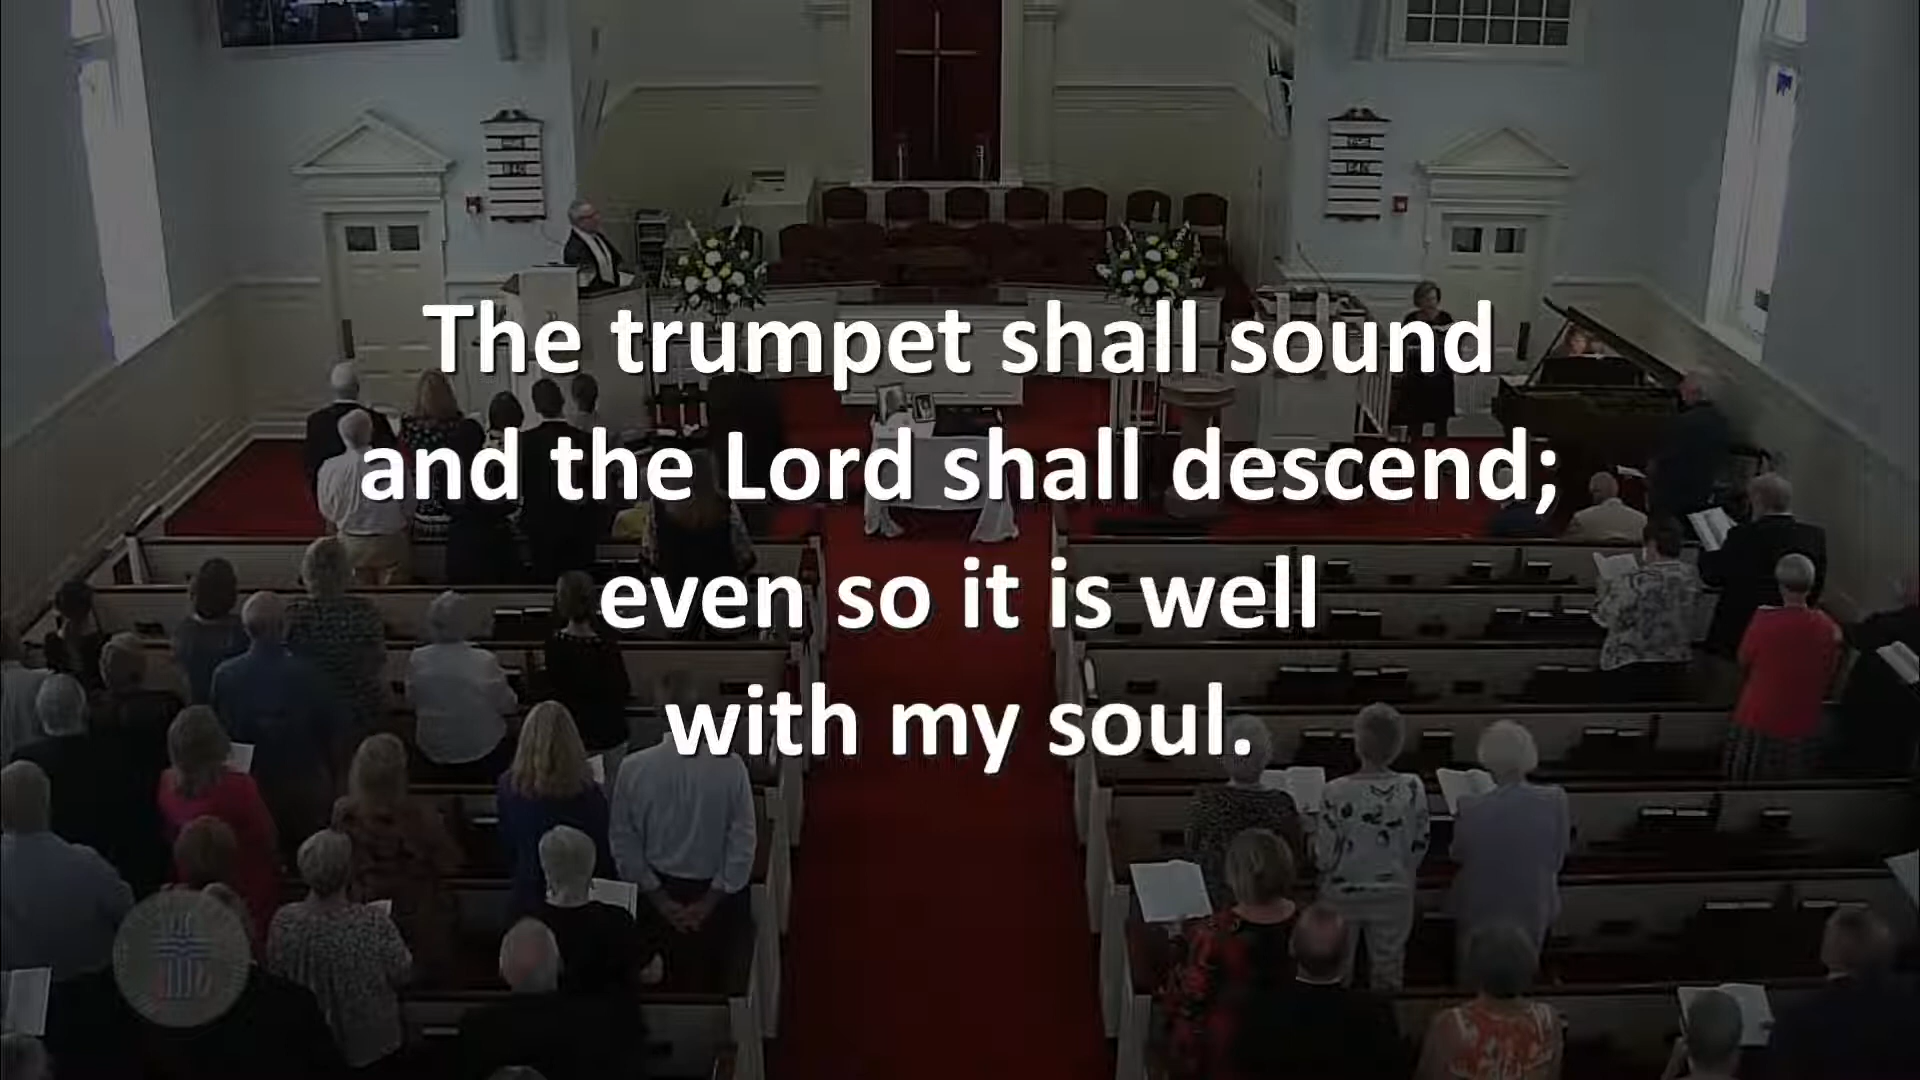 The trumpet shall sound
and the Lord shall descend;
even so it is well
with my soul.